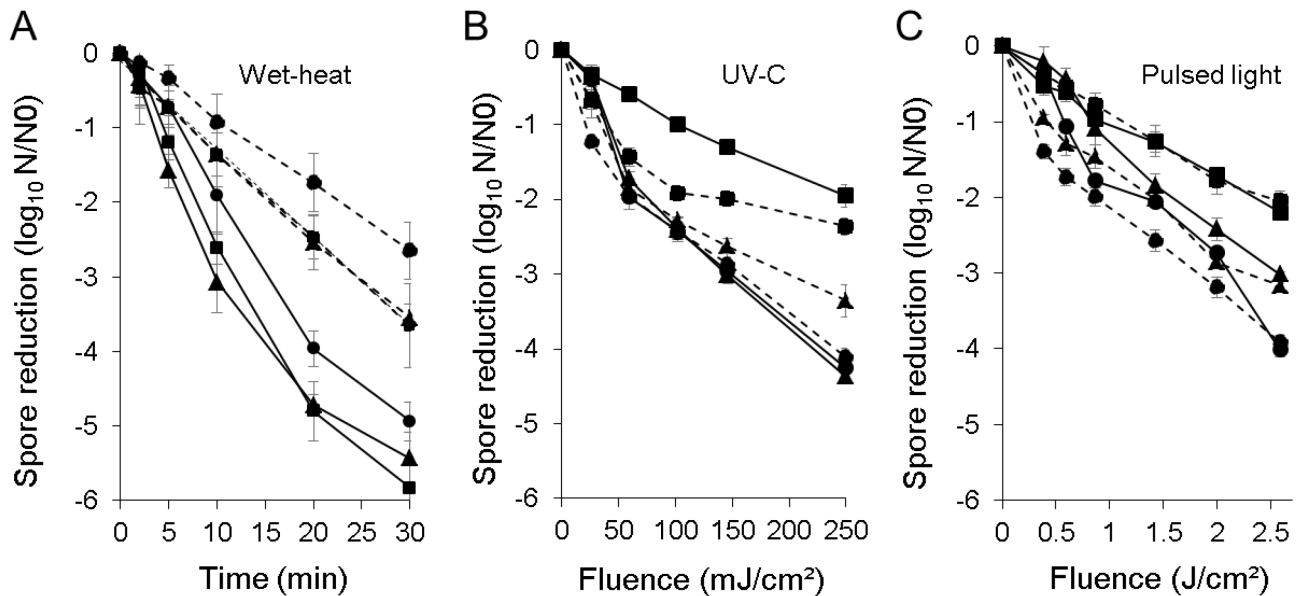 A
Wet-heat
Spore reduction (log10 N/N0)
0
-1
-2
-3
-4
-5
-6
0 5 10 15 20 25 30
Time (min)
B
UV-C
Spore reduction (log10 N/N0)
0
-1
-2
-3
-4
-5
-6
0 50 100 150 200 250
Fluence (mJ/cm²)
C
Pulsed light
Spore reduction (log10 N/N0)
0
-1
-2
-3
-4
-5
-6
0 0.5 1 1.5 2 2.5
Fluence (J/cm²)